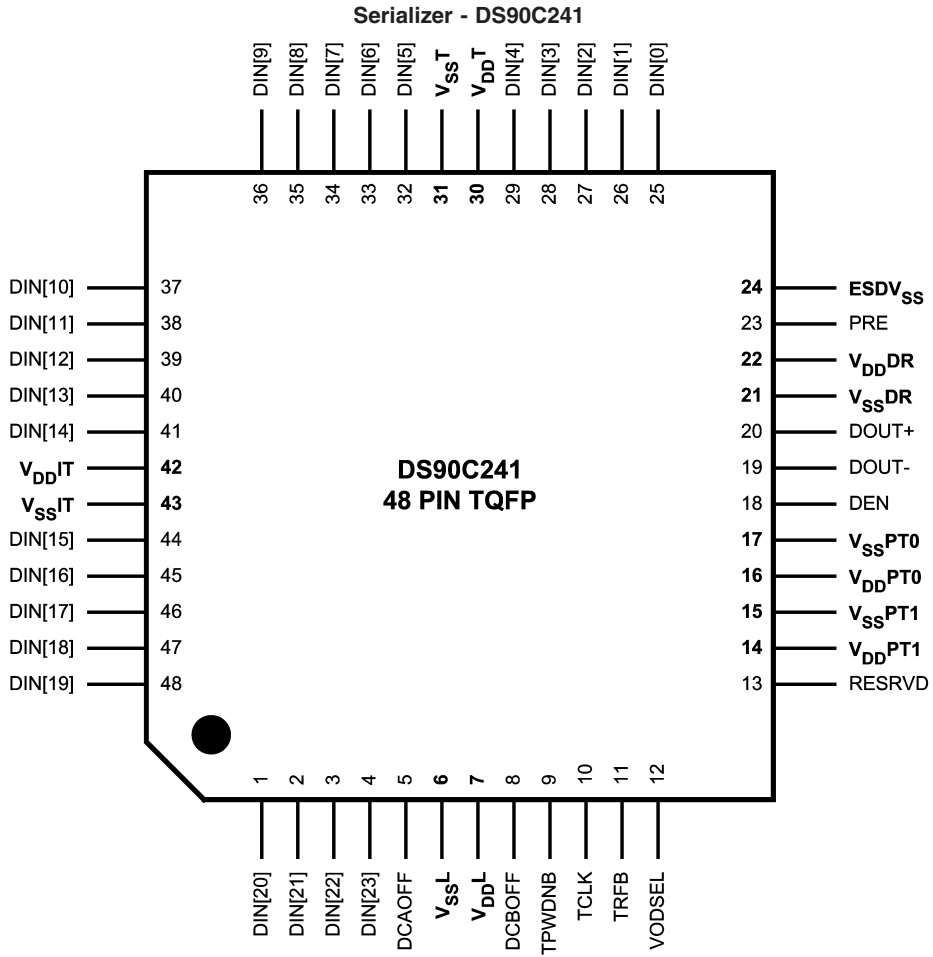 Serializer - DS90C241
DIN[9] DIN[8] DIN[7] DIN[6] DIN[5] VSST VDDT DIN[4] DIN[3] DIN[2] DIN[1] DIN[0]
36 35 34 33 32 31 30 29 28 27 26 25
DIN[10] 37 24 ESDVSS
DIN[11] 38 23 PRE
DIN[12] 39 22 VDDDR
DIN[13] 40 21 VSSDR
DIN[14] 41 20 DOUT+
VDDIT 42 19 DOUT-
VSSIT 43 18 DEN
DIN[15] 44 17 VSSPT0
DIN[16] 45 16 VDDPT0
DIN[17] 46 15 VSSPT1
DIN[18] 47 14 VDDPT1
DIN[19] 48 13 RESRVD
DS90C241
48 PIN TQFP
1 2 3 4 5 6 7 8 9 10 11 12
DIN[20] DIN[21] DIN[22] DIN[23] DCAOFF VSSL VDDL DCBOFF TPWDNB TCLK TRFB VODSEL